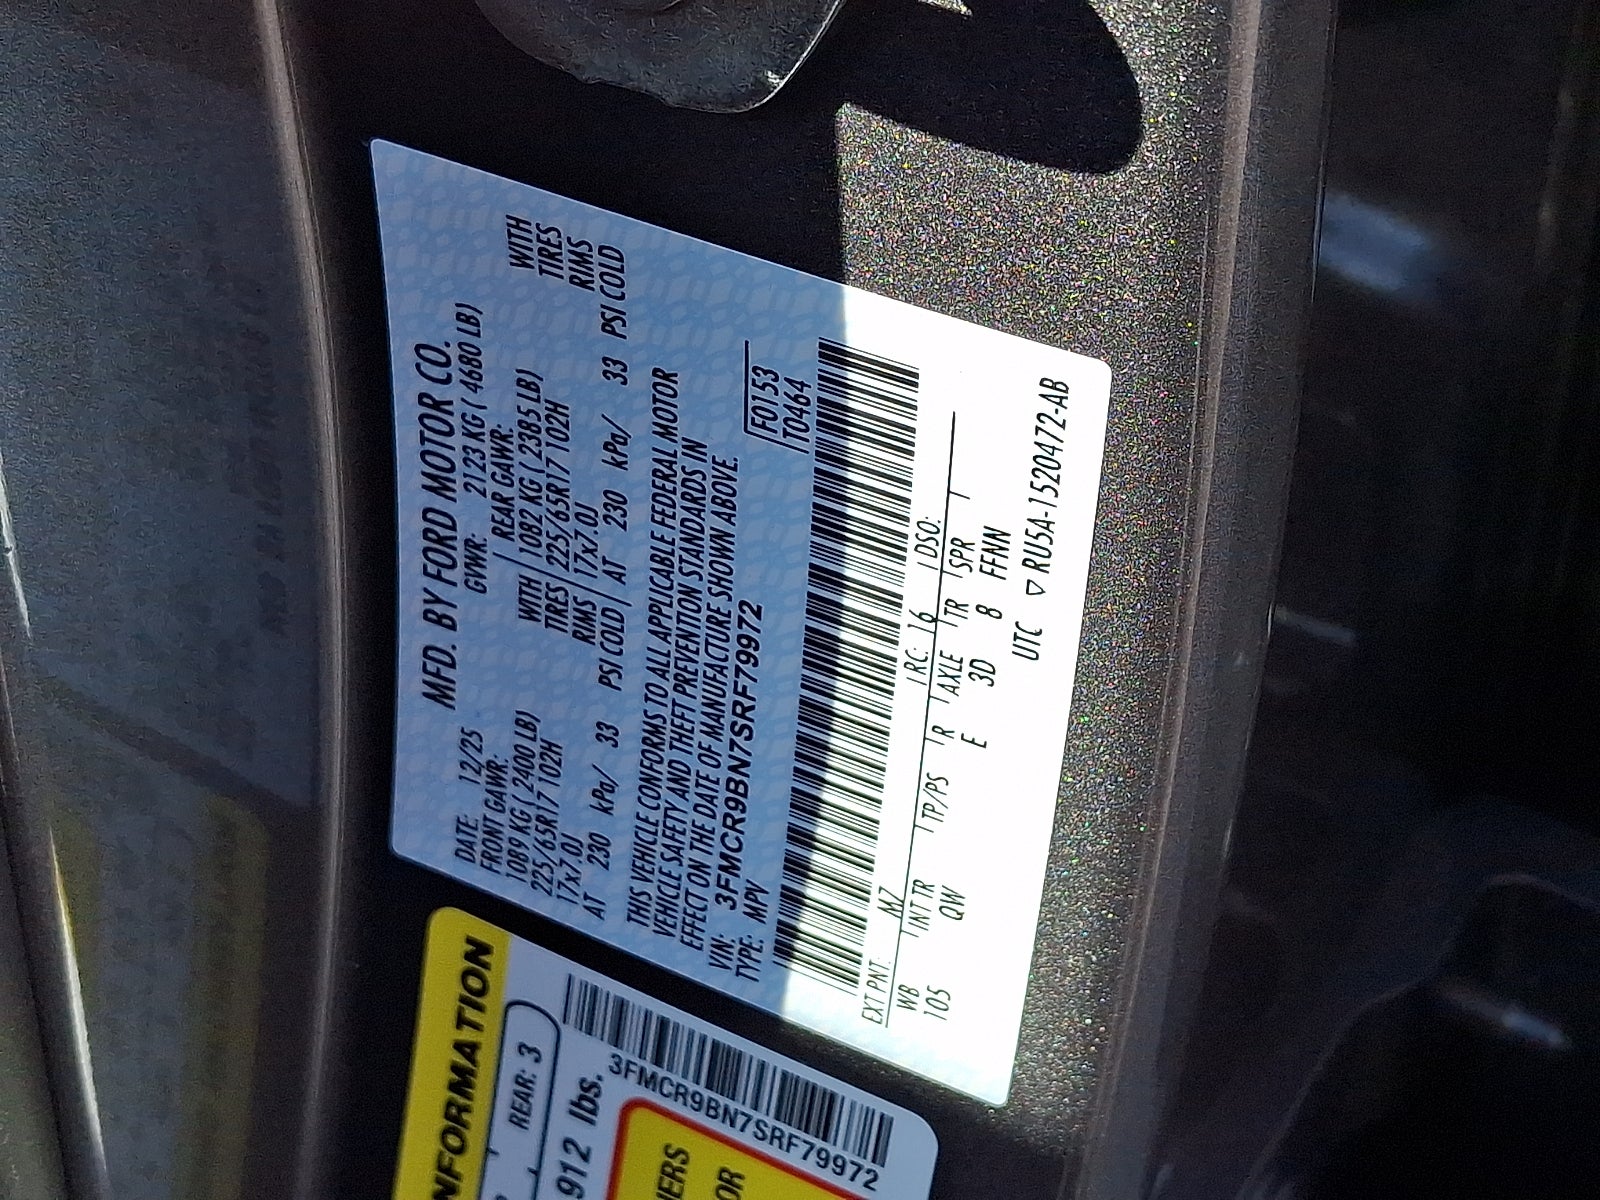 MFD. BY FORD MOTOR CO.
DATE: 12/25 GVWR: 2123 KG ( 4680 LB)
FRONT GAWR: REAR GAWR:
1089 KG ( 2400 LB) WITH 1082 KG ( 2385 LB) WITH
225/65R17 102H TIRES 225/65R17 102H TIRES
17x7.0J RIMS 17x7.0J RIMS
AT 230 kPa/ 33 PSI COLD AT 230 kPa/ 33 PSI COLD
THIS VEHICLE CONFORMS TO ALL APPLICABLE FEDERAL MOTOR
VEHICLE SAFETY AND THEFT PREVENTION STANDARDS IN
EFFECT ON THE DATE OF MANUFACTURE SHOWN ABOVE.
VIN: 3FMCR9BN7SRF79972
TYPE: MPV
F0153
T0464
EXT PNT: M7 RC: 16 DSO:
WB INT TR TP/PS R AXLE TR SPR
105 QW E 3D 8 FFNN
UTC ▽ RU5A-1520472-AB
INFORMATION
REAR: 3
912 lbs.
3FMCR9BN7SRF79972